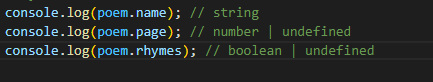 console.log(poem.name); // string
console.log(poem.page); // number | undefined
console.log(poem.rhymes); // boolean | undefined